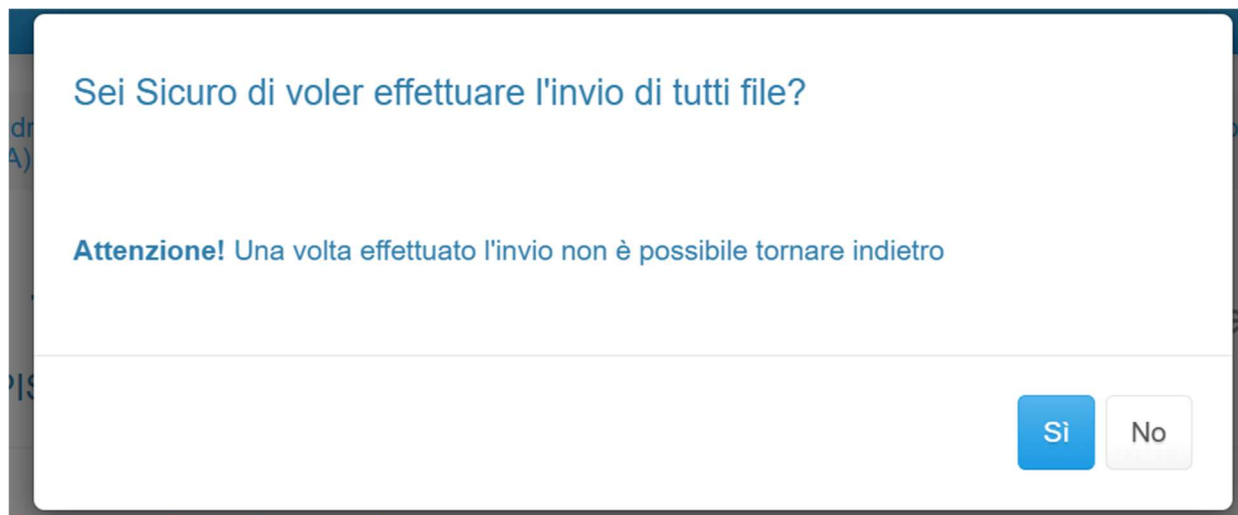 Sei Sicuro di voler effettuare l'invio di tutti file?
Attenzione! Una volta effettuato l'invio non è possibile tornare indietro
Sì
No